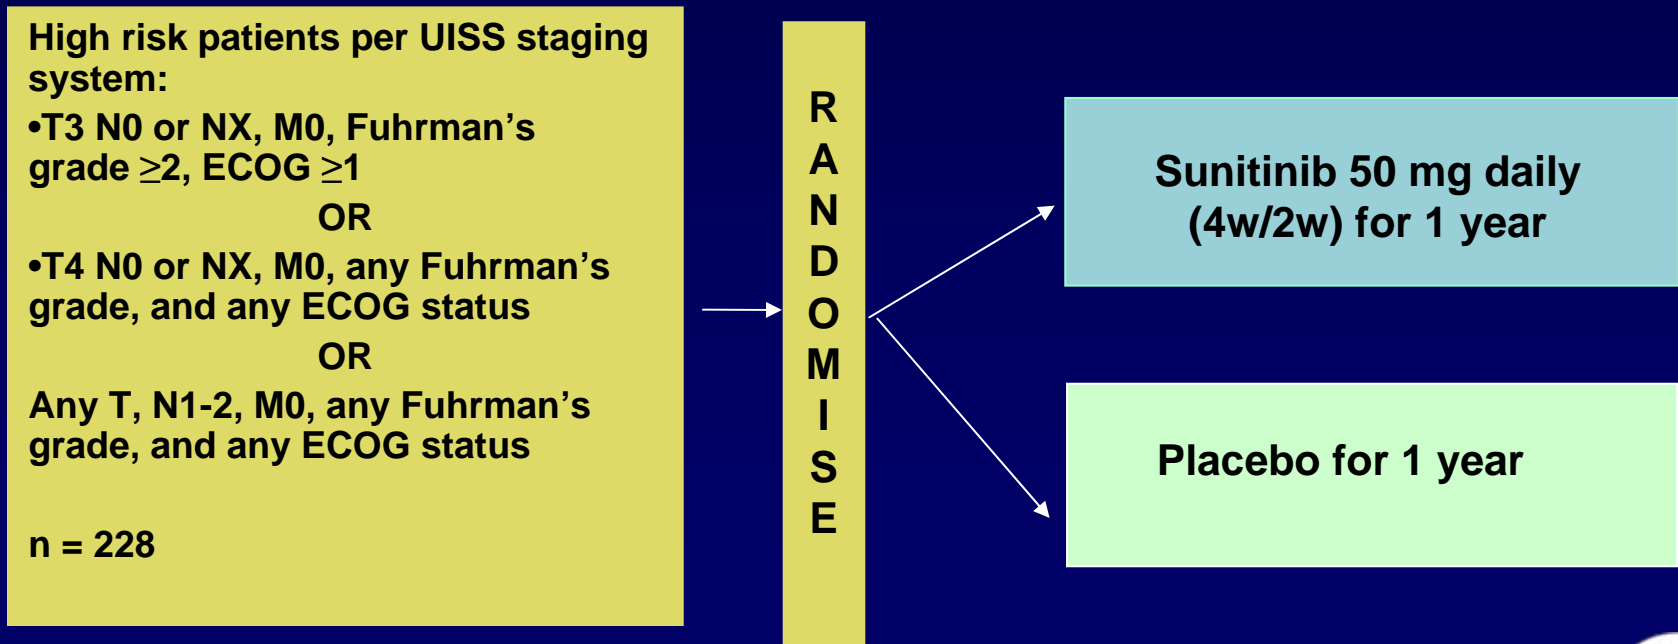 High risk patients per UISS staging
system:
•T3 N0 or NX, M0, Fuhrman’s
grade ≥2, ECOG ≥1
OR
•T4 N0 or NX, M0, any Fuhrman’s
grade, and any ECOG status
OR
Any T, N1-2, M0, any Fuhrman’s
grade, and any ECOG status
n = 228
R
A
N
D
O
M
I
S
E
Sunitinib 50 mg daily
(4w/2w) for 1 year
Placebo for 1 year